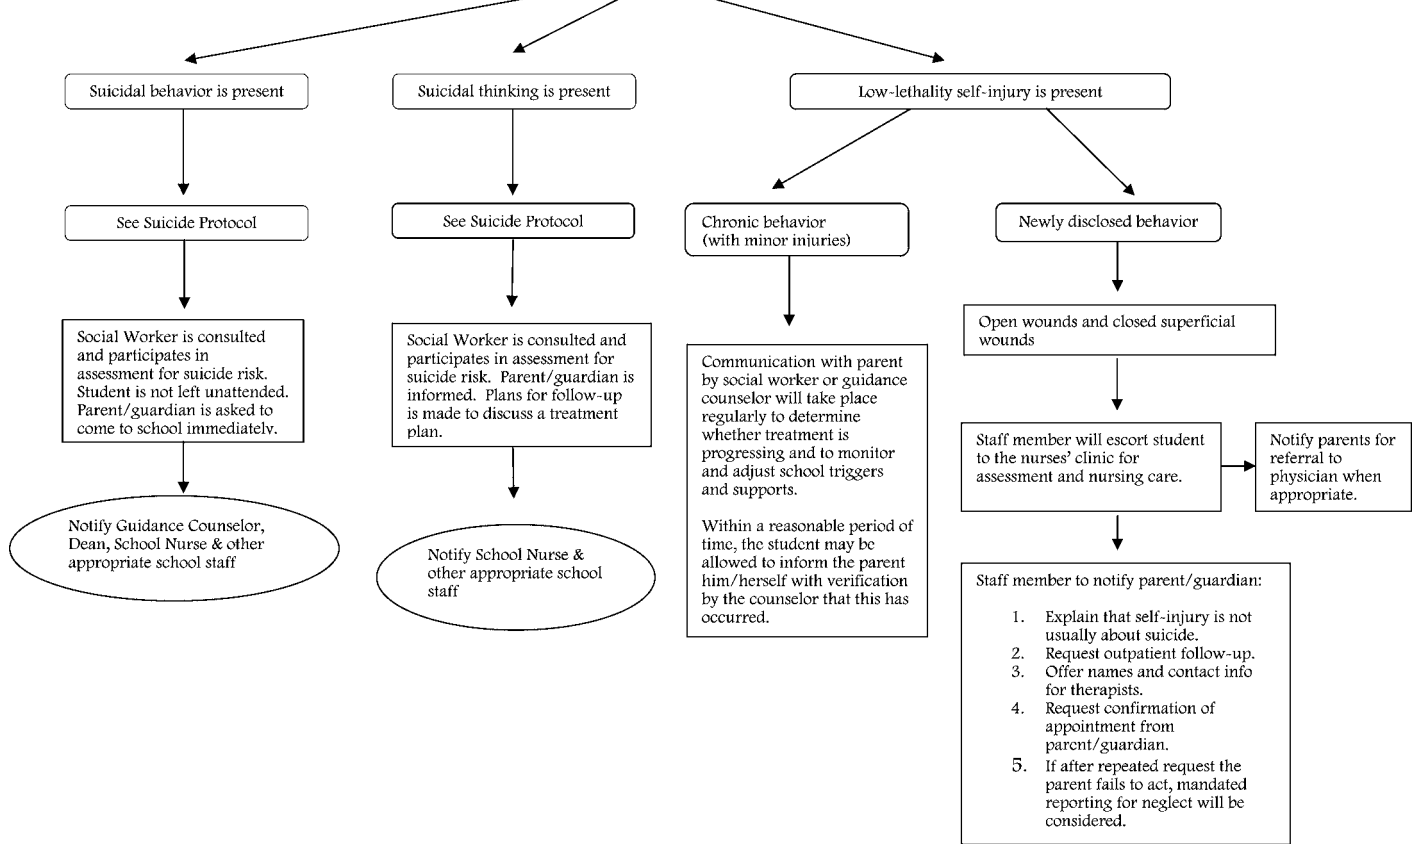 Suicidal behavior is present
Suicidal thinking is present
Low-lethality self-injury is present
See Suicide Protocol
See Suicide Protocol
Chronic behavior
(with minor injuries)
Newly disclosed behavior
Social Worker is consulted
and participates in
assessment for suicide risk.
Student is not left unattended.
Parent/guardian is asked to
come to school immediately.
Social Worker is consulted and
participates in assessment for
suicide risk.  Parent/guardian is
informed.  Plans for follow-up
is made to discuss a treatment
plan.
Communication with parent
by social worker or guidance
counselor will take place
regularly to determine
whether treatment is
progressing and to monitor
and adjust school triggers
and supports.
Within a reasonable period of
time, the student may be
allowed to inform the parent
him/herself with verification
by the counselor that this has
occurred.
Open wounds and closed superficial
wounds
Staff member will escort student
to the nurses' clinic for
assessment and nursing care.
Notify parents for
referral to
physician when
appropriate.
Notify Guidance Counselor,
Dean, School Nurse & other
appropriate school staff
Notify School Nurse &
other appropriate school
staff
Staff member to notify parent/guardian:
1. Explain that self-injury is not
usually about suicide.
2. Request outpatient follow-up.
3. Offer names and contact info
for therapists.
4. Request confirmation of
appointment from
parent/guardian.
5. If after repeated request the
parent fails to act, mandated
reporting for neglect will be
considered.